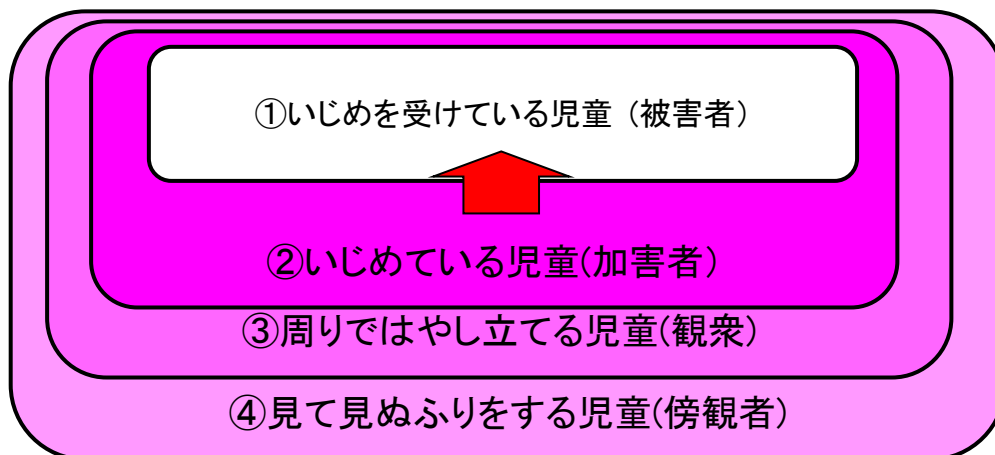 ①いじめを受けている児童（被害者）
②いじめている児童(加害者）
③周りではやし立てる児童(観衆）
④見て見ぬふりをする児童(傍観者）